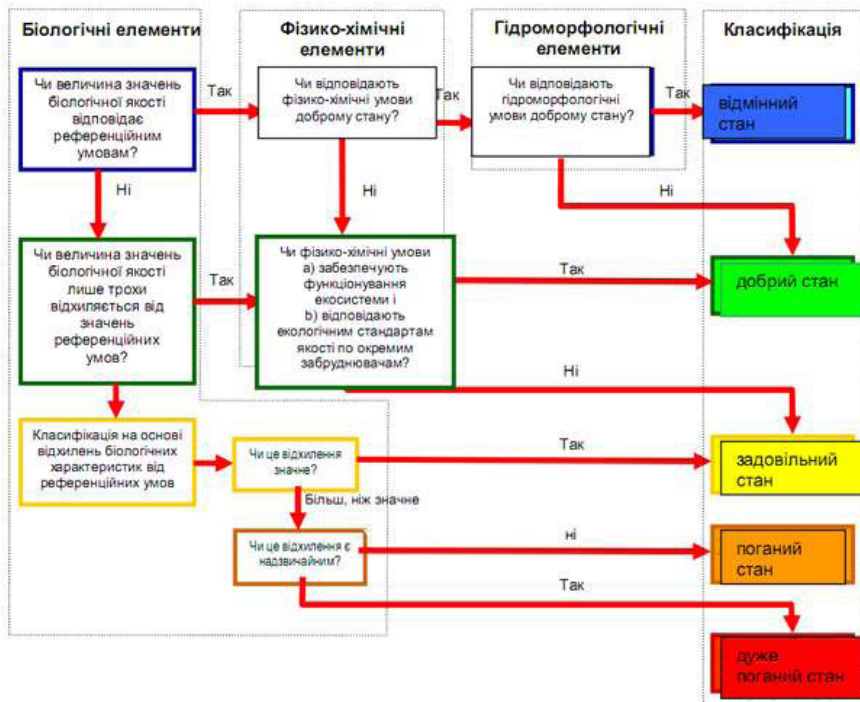 Біологічні елементи
Фізико-хімічні
елементи
Гідроморфологічні
елементи
Класифікація
Чи величина значень
біологічної якості
відповідає
референційним
умовам?
Так
Чи відповідають
фізико-хімічні умови
доброму стану?
Так
Чи відповідають
гідроморфологічні
умови доброму стану?
Так
відмінний
стан
Ні
Ні
Ні
Чи величина значень
біологічної якості
лише трохи
відхиляється від
значень
референційних
умов?
Так
Чи фізико-хімічні умови
a) забезпечують
функціонування
екосистеми і
b) відповідають
екологічним стандартам
якості по окремим
забруднювачам?
Так
добрий стан
Ні
Класифікація на основі
відхилень біологічних
характеристик від
референційних умов
Чи це відхилення
значне?
Так
задовільний
стан
Більш, ніж значне
Чи це відхилення є
надзвичайним?
ні
поганий
стан
Так
дуже
поганий стан